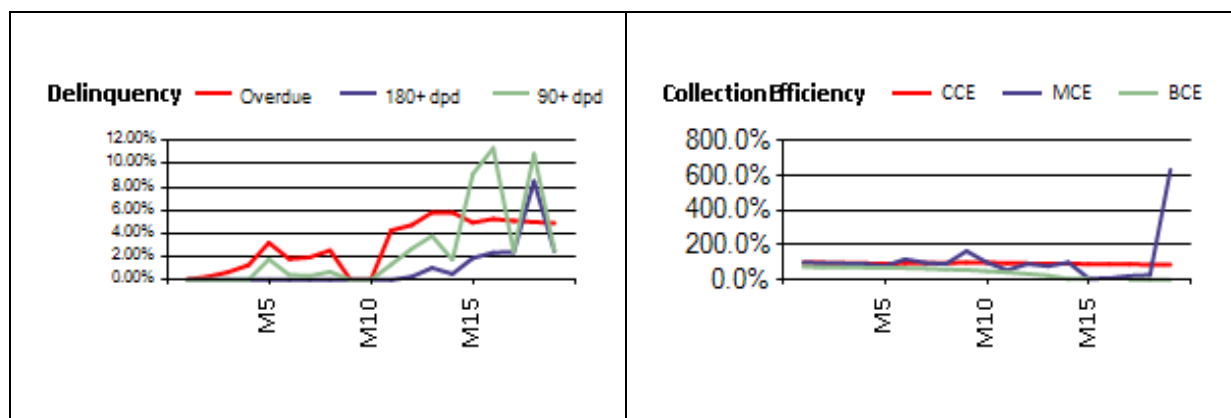 Delinquency Overdue 180+ dpd 90+ dpd
12.00%
10.00%
8.00%
6.00%
4.00%
2.00%
0.00%
M5
M10
M15
Collection Efficiency CCE MCE BCE
800.0%
600.0%
400.0%
200.0%
0.0%
M5
M10
M15